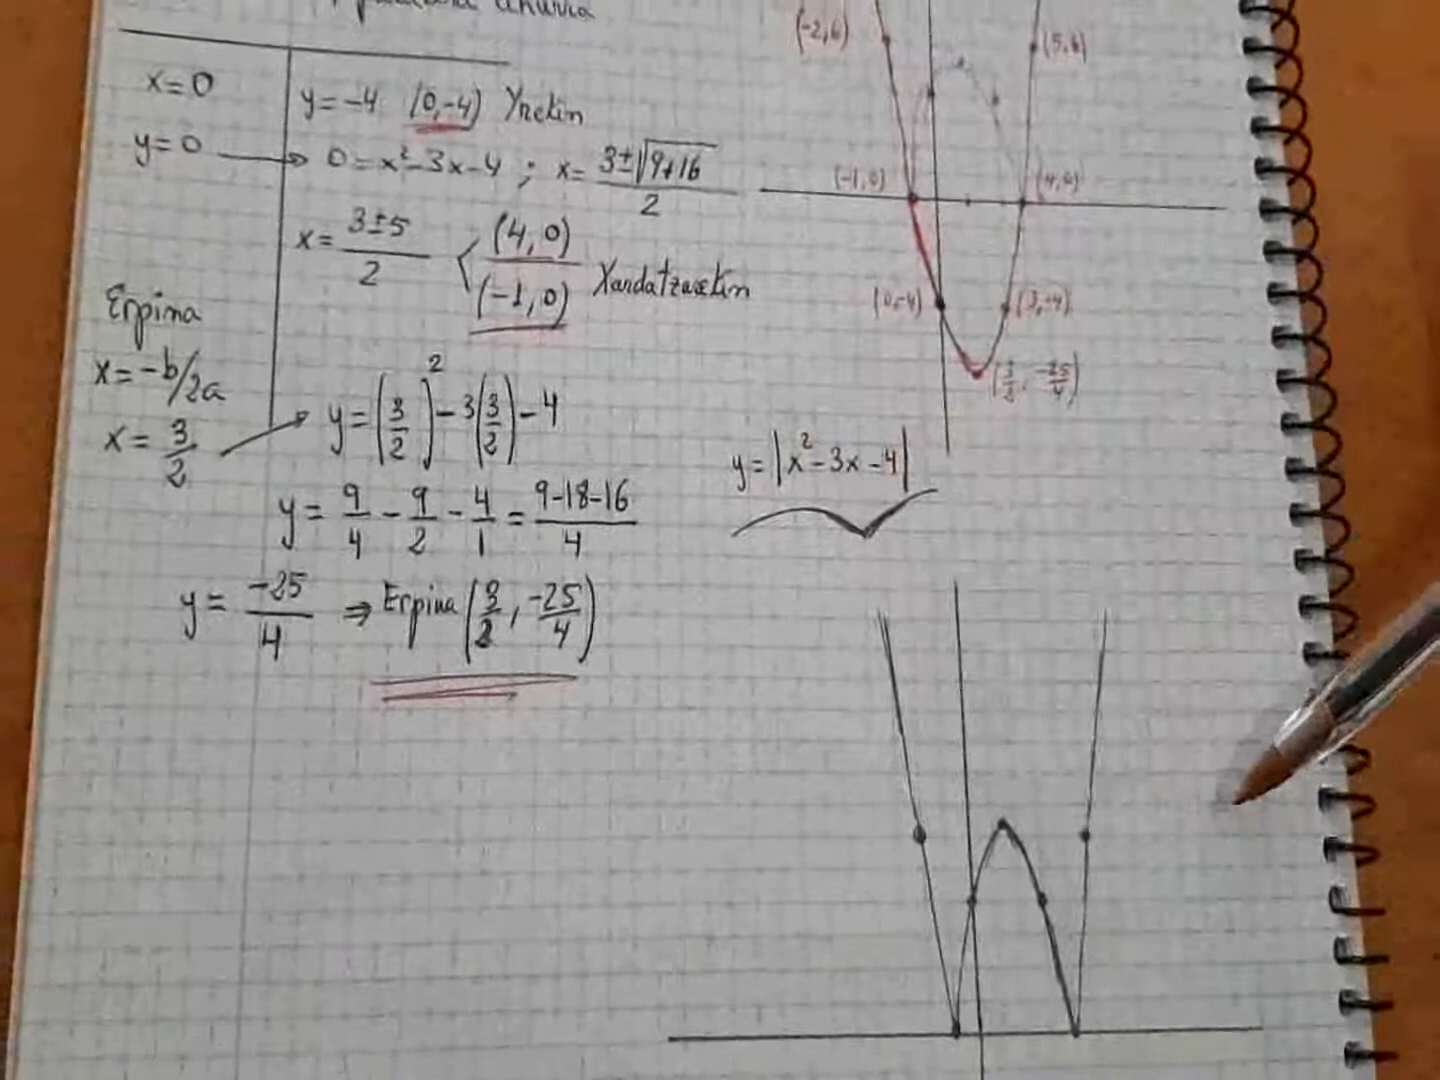 x=0
y=-4 (0,-4) Yrekin
y=0 → 0=x²-3x-4 ; x= (3±√(9+16))/2
x= (3±5)/2 < (4,0)
(-1,0) Xardatzarekin
Erpina
x=-b/2a
x= 3/2 → y=(3/2)²-3(3/2)-4
y= 9/4 - 9/2 - 4/1 = (9-18-16)/4
y= -25/4 ⇒ Erpina (3/2, -25/4)
(-2,6)
(5,6)
(-1,0)
(4,0)
(0,-4)
(3,-4)
(3/2, -25/4)
y=|x²-3x-4|